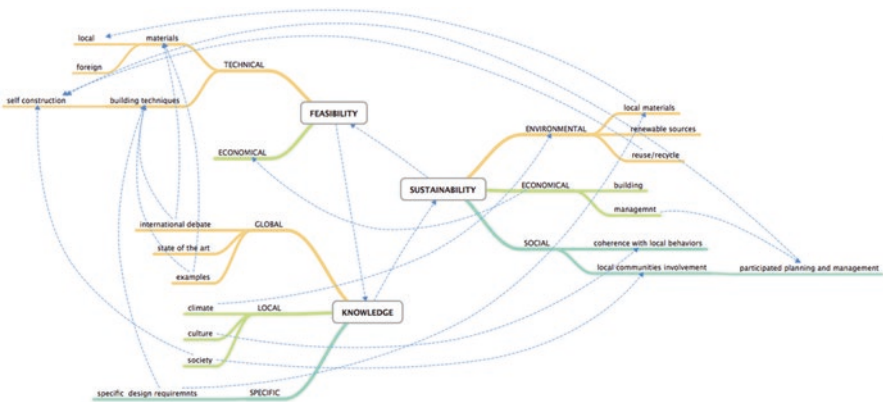 local
materials
foreign
TECHNICAL
self construction
building techniques
FEASIBILITY
ECONOMICAL
local materials
ENVIRONMENTAL
renewable sources
reuse/recycle
SUSTAINABILITY
ECONOMICAL
building
managemnt
SOCIAL
coherence with local behaviors
local communities involvement
participated planning and management
international debate
GLOBAL
state of the art
examples
climate
LOCAL
KNOWLEDGE
culture
society
specific design requiremnts
SPECIFIC